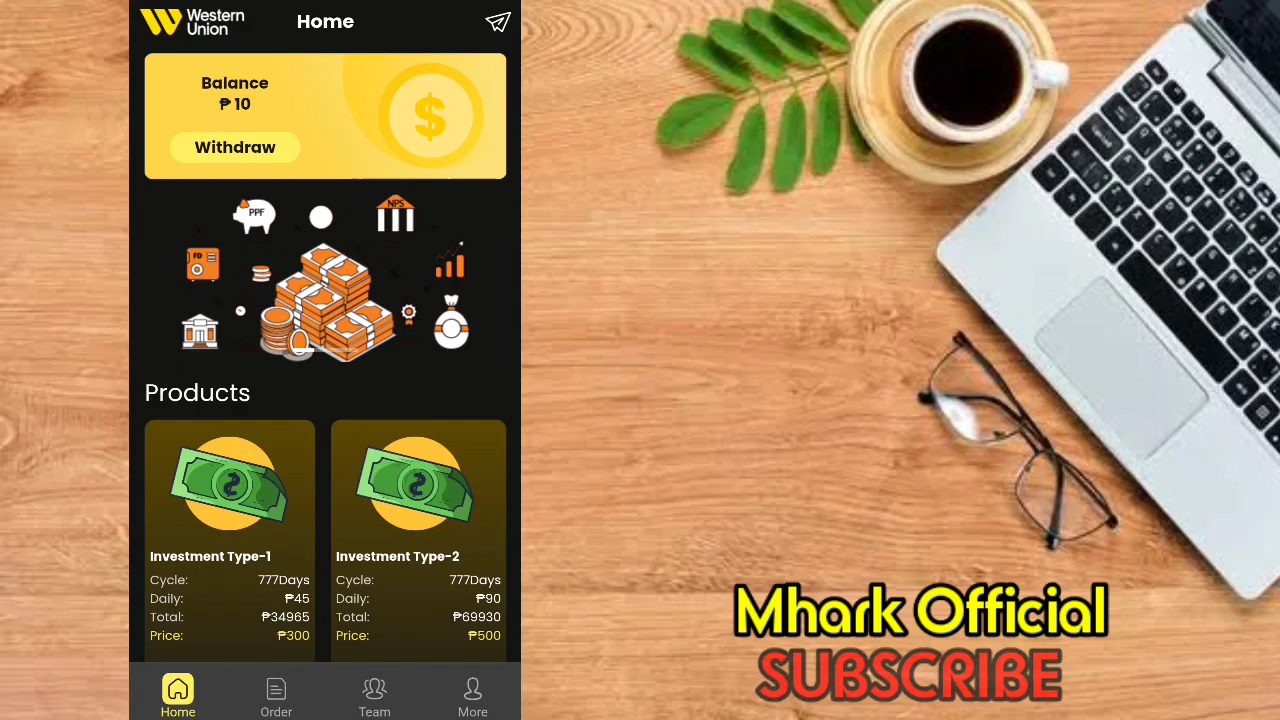 Western
Union
Home
Balance
₱ 10
Withdraw
PPF
NPS
FD
Products
Investment Type-1
Cycle: 777Days
Daily: ₱45
Total: ₱34965
Price: ₱300
Investment Type-2
Cycle: 777Days
Daily: ₱90
Total: ₱69930
Price: ₱500
Home
Order
Team
More
Mhark Official
SUBSCRIBE